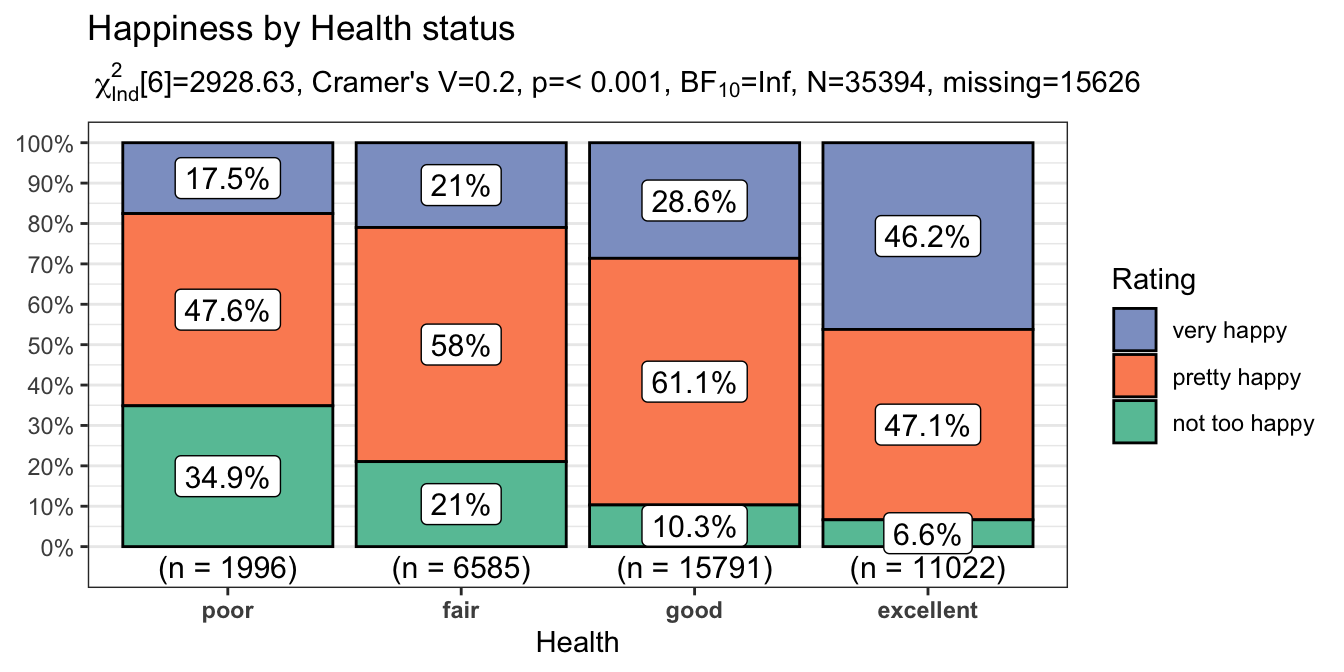 Happiness by Health status
χ²Ind[6]=2928.63, Cramer's V=0.2, p=< 0.001, BF₁₀=Inf, N=35394, missing=15626
100%
90%
80%
70%
60%
50%
40%
30%
20%
10%
0%
17.5%
47.6%
34.9%
21%
58%
21%
28.6%
61.1%
10.3%
46.2%
47.1%
6.6%
(n = 1996) (n = 6585) (n = 15791) (n = 11022)
poor fair good excellent
Health
Rating
very happy
pretty happy
not too happy